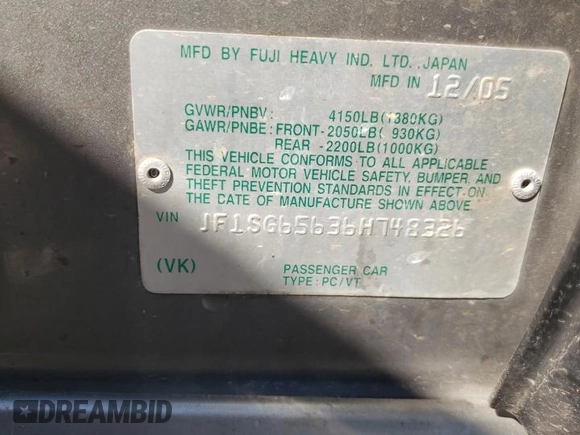 MFD BY FUJI HEAVY IND. LTD. JAPAN
MFD IN 12/05
GVWR/PNBV : 4150LB(1880KG)
GAWR/PNBE : FRONT-2050LB( 930KG)
REAR -2200LB(1000KG)
THIS VEHICLE CONFORMS TO ALL APPLICABLE
FEDERAL MOTOR VEHICLE SAFETY, BUMPER, AND
THEFT PREVENTION STANDARDS IN EFFECT ON
THE DATE OF MANUFACTURE SHOWN ABOVE.
VIN : JF1SG65636H748326
(VK)
PASSENGER CAR
TYPE : PC/VT
DREAMBID